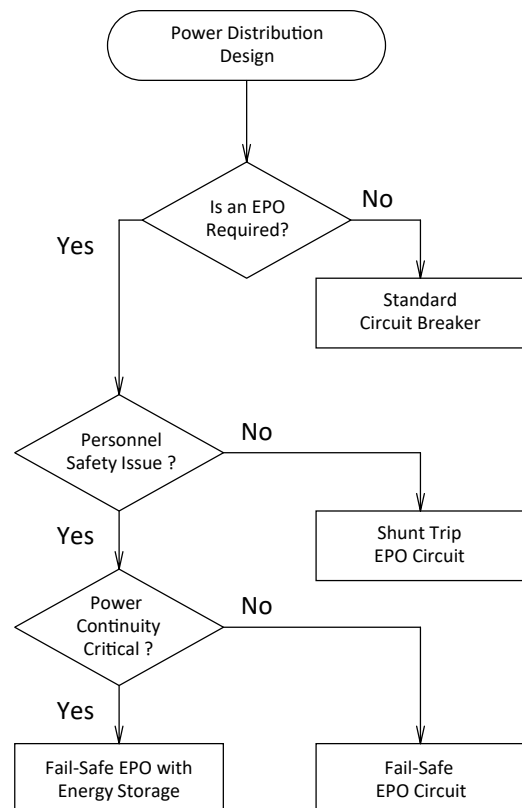 Power Distribution
Design
Is an EPO
Required?
No
Yes
Standard
Circuit Breaker
Personnel
Safety Issue ?
No
Yes
Shunt Trip
EPO Circuit
Power
Continuity
Critical ?
No
Yes
Fail-Safe EPO with
Energy Storage
Fail-Safe
EPO Circuit